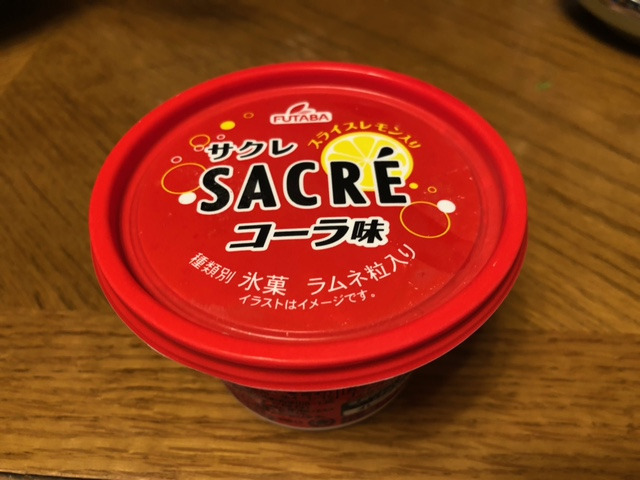 FUTABA
スライスレモン入り
サクレ
SACRÉ
コーラ味
種類別 氷菓 ラムネ粒入り
イラストはイメージです。